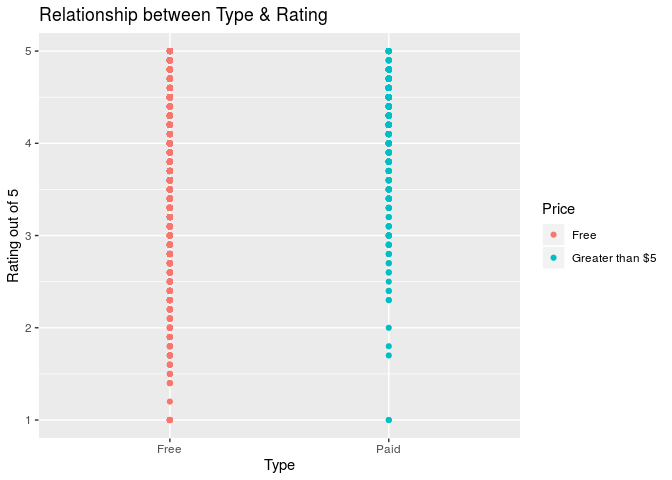 Relationship between Type & Rating
5
4
3
2
1
Rating out of 5
Free
Paid
Type
Price
Free
Greater than $5